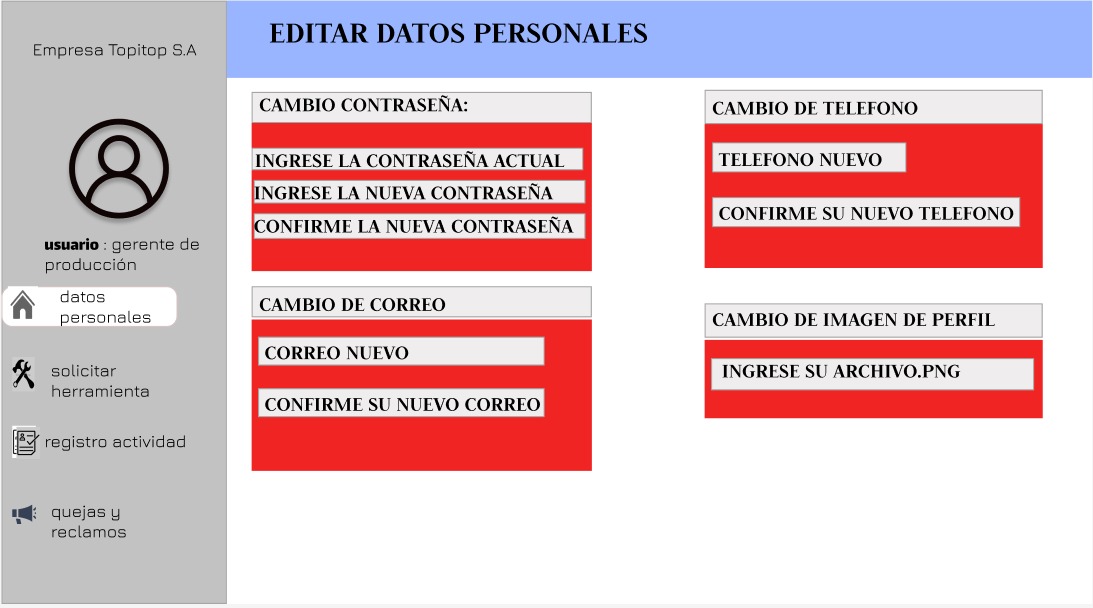 Empresa Topitop S.A
usuario : gerente de
producción
datos
personales
solicitar
herramienta
registro actividad
quejas y
reclamos
EDITAR DATOS PERSONALES
CAMBIO CONTRASEÑA:
INGRESE LA CONTRASEÑA ACTUAL
INGRESE LA NUEVA CONTRASEÑA
CONFIRME LA NUEVA CONTRASEÑA
CAMBIO DE CORREO
CORREO NUEVO
CONFIRME SU NUEVO CORREO
CAMBIO DE TELEFONO
TELEFONO NUEVO
CONFIRME SU NUEVO TELEFONO
CAMBIO DE IMAGEN DE PERFIL
INGRESE SU ARCHIVO.PNG